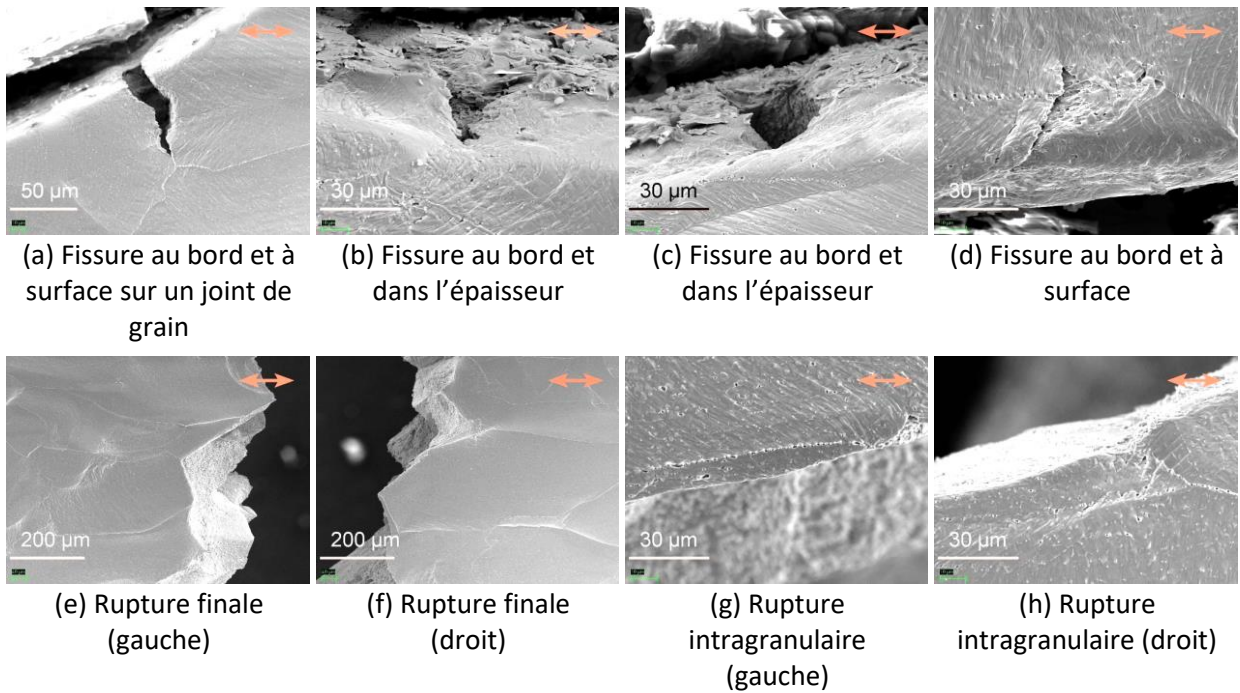 50 µm
30 µm
30 µm
30 µm
(a) Fissure au bord et à
surface sur un joint de
grain
(b) Fissure au bord et
dans l’épaisseur
(c) Fissure au bord et
dans l’épaisseur
(d) Fissure au bord et à
surface
200 µm
200 µm
30 µm
30 µm
(e) Rupture finale
(gauche)
(f) Rupture finale
(droit)
(g) Rupture
intragranulaire
(gauche)
(h) Rupture
intragranulaire (droit)